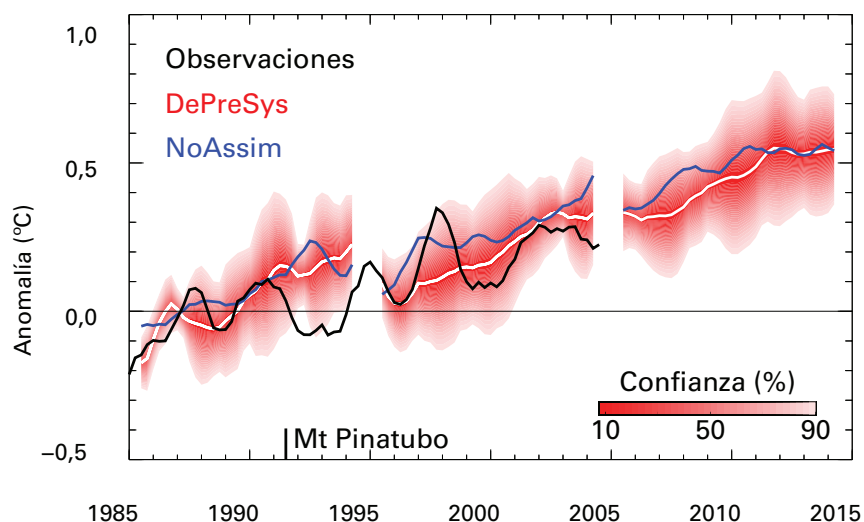 1,0
Observaciones
DePreSys
NoAssim
0,5
Anomalía (°C)
0,0
Confianza (%)
10 50 90
Mt Pinatubo
−0,5
1985 1990 1995 2000 2005 2010 2015